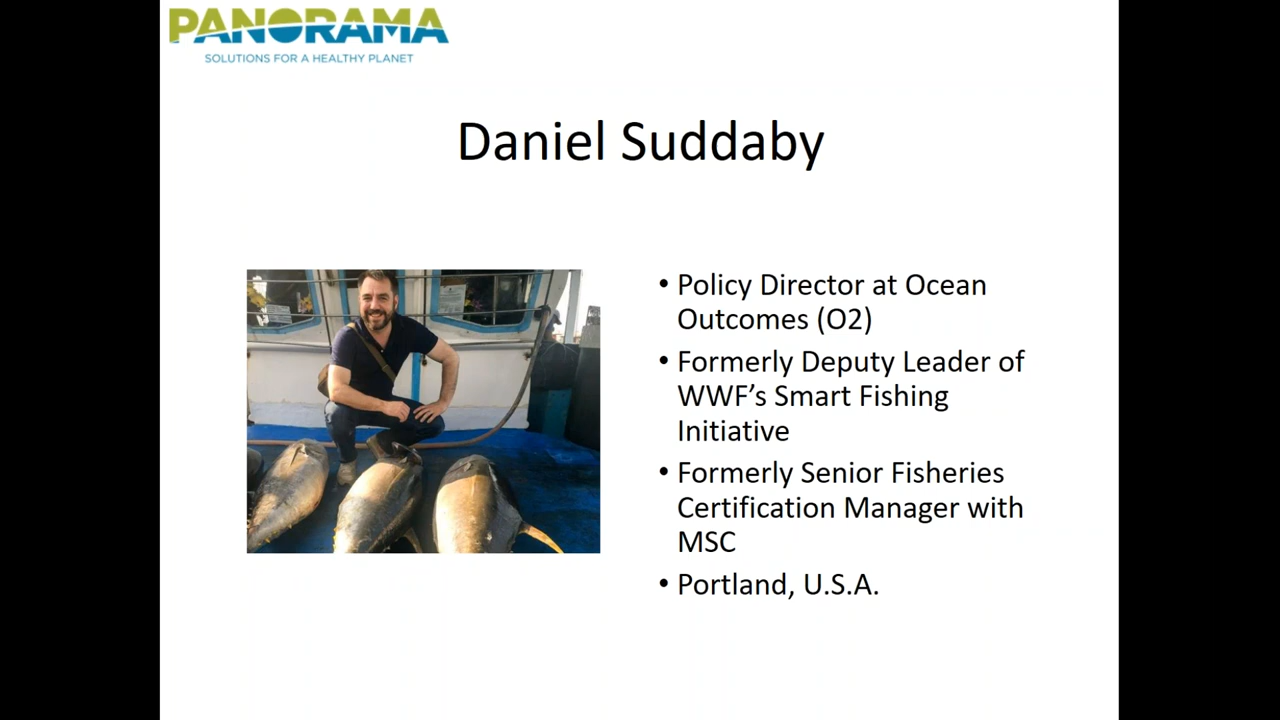 PANORAMA
SOLUTIONS FOR A HEALTHY PLANET
Daniel Suddaby
• Policy Director at Ocean
Outcomes (O2)
• Formerly Deputy Leader of
WWF’s Smart Fishing
Initiative
• Formerly Senior Fisheries
Certification Manager with
MSC
• Portland, U.S.A.